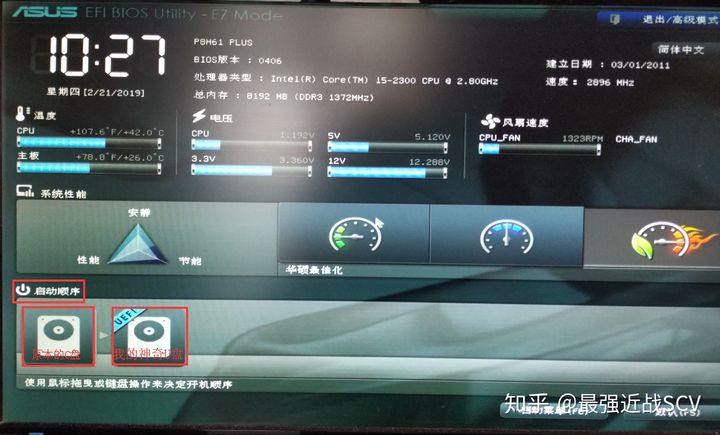 ASUS EFI BIOS Utility - EZ Mode
退出/高级模式
10:27
星期四 [2/21/2019]
P8H61 PLUS
BIOS版本 : 0406
处理器类型 : Intel(R) Core(TM) i5-2300 CPU @ 2.80GHz
总内存 : 8192 MB (DDR3 1372MHz)
简体中文
建立日期 : 03/01/2011
速度 : 2896 MHz
温度
CPU +107.6°F/+42.0°C
主板 +78.8°F/+26.0°C
电压
CPU 1.192V 5V 5.120V
3.3V 3.360V 12V 12.288V
风扇速度
CPU_FAN 1323RPM CHA_FAN
系统性能
安静
性能 节能
华硕最佳化
启动顺序
UEFI
原本的C盘
我的神奇U盘
使用鼠标拖曳或键盘操作来决定开机顺序
启动菜单(F8)
默认(F5)
知乎 @最强近战SCV